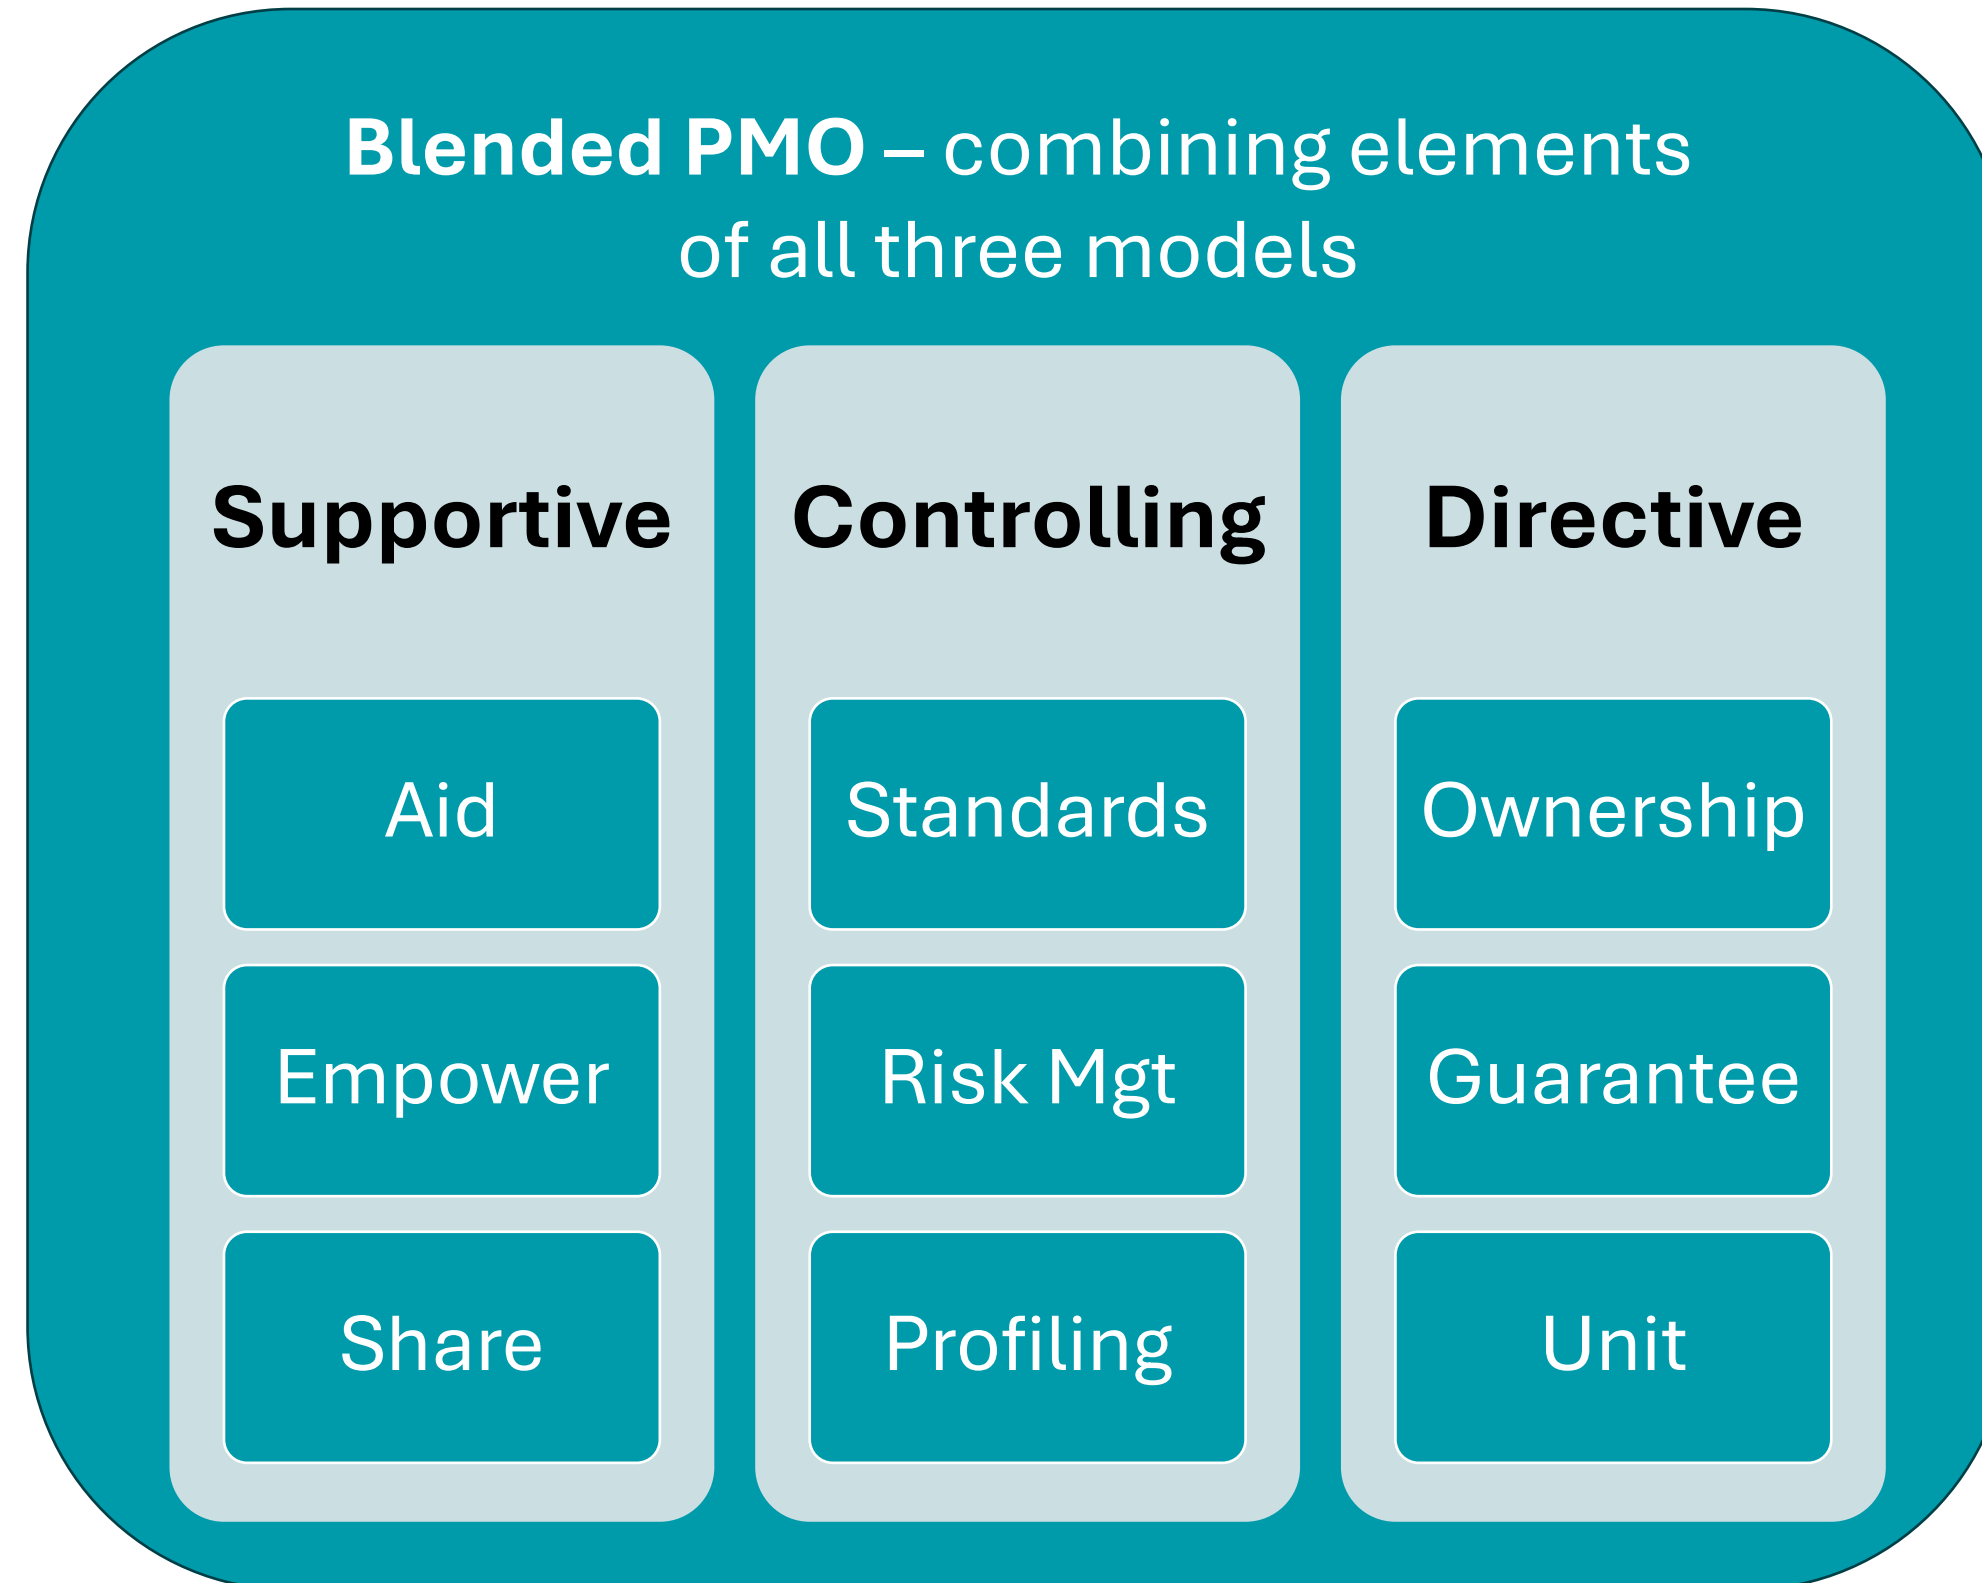 Blended PMO – combining elements
of all three models
Supportive
Aid
Empower
Share
Controlling
Standards
Risk Mgt
Profiling
Directive
Ownership
Guarantee
Unit